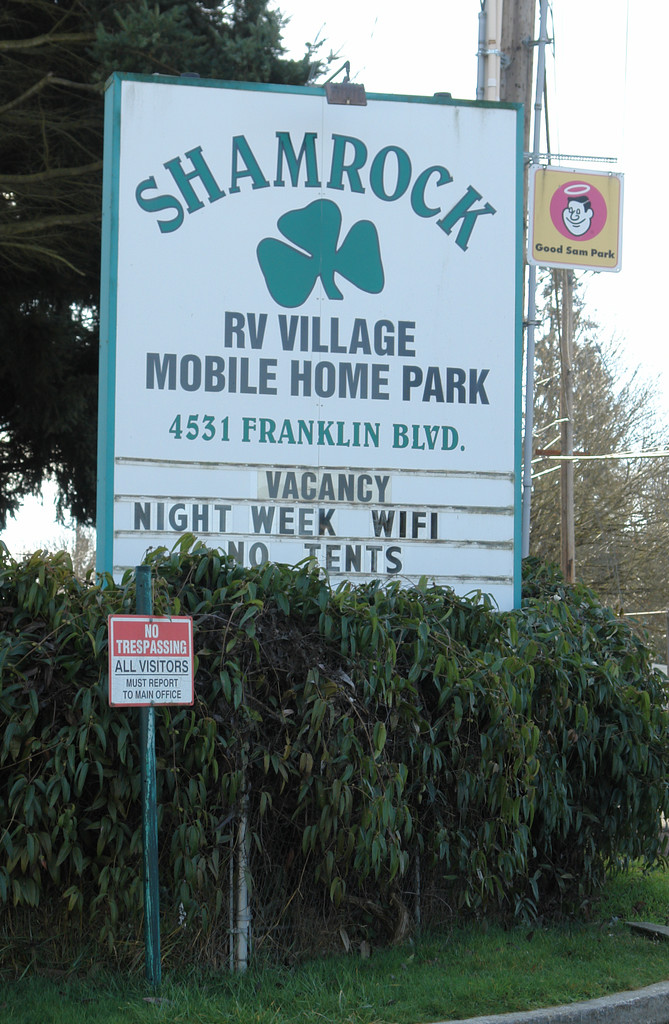 SHAMROCK
RV VILLAGE
MOBILE HOME PARK
4531 FRANKLIN BLVD.
VACANCY
NIGHT WEEK WIFI
NO TENTS
Good Sam Park
NO
TRESPASSING
ALL VISITORS
MUST REPORT
TO MAIN OFFICE